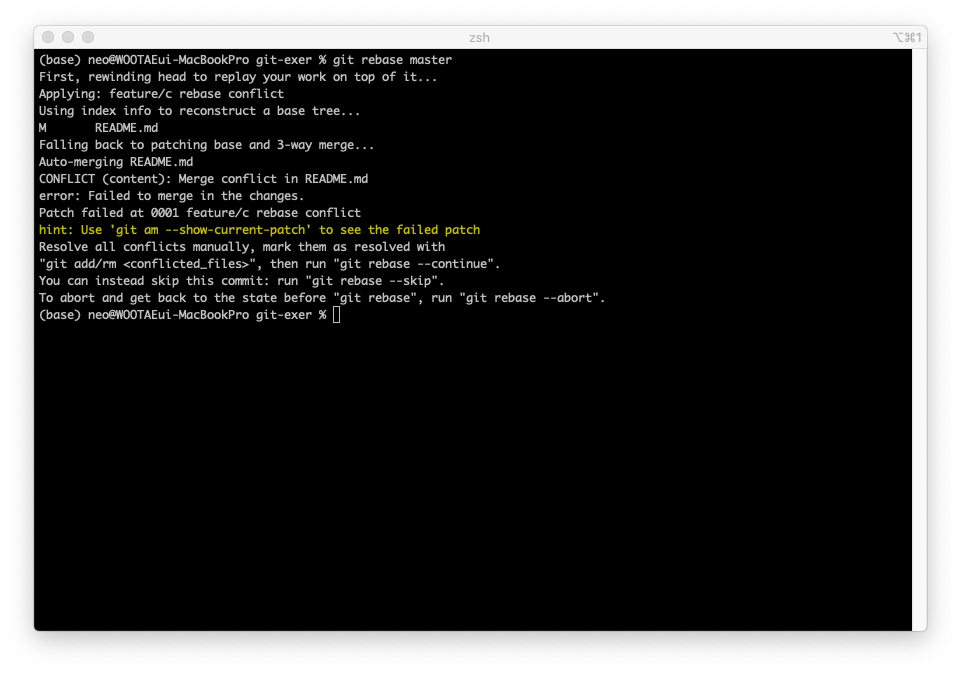 zsh
⌥⌘1
(base) neo@WOOTAEui-MacBookPro git-exer % git rebase master
First, rewinding head to replay your work on top of it...
Applying: feature/c rebase conflict
Using index info to reconstruct a base tree...
M       README.md
Falling back to patching base and 3-way merge...
Auto-merging README.md
CONFLICT (content): Merge conflict in README.md
error: Failed to merge in the changes.
Patch failed at 0001 feature/c rebase conflict
hint: Use 'git am --show-current-patch' to see the failed patch
Resolve all conflicts manually, mark them as resolved with
"git add/rm <conflicted_files>", then run "git rebase --continue".
You can instead skip this commit: run "git rebase --skip".
To abort and get back to the state before "git rebase", run "git rebase --abort".
(base) neo@WOOTAEui-MacBookPro git-exer %